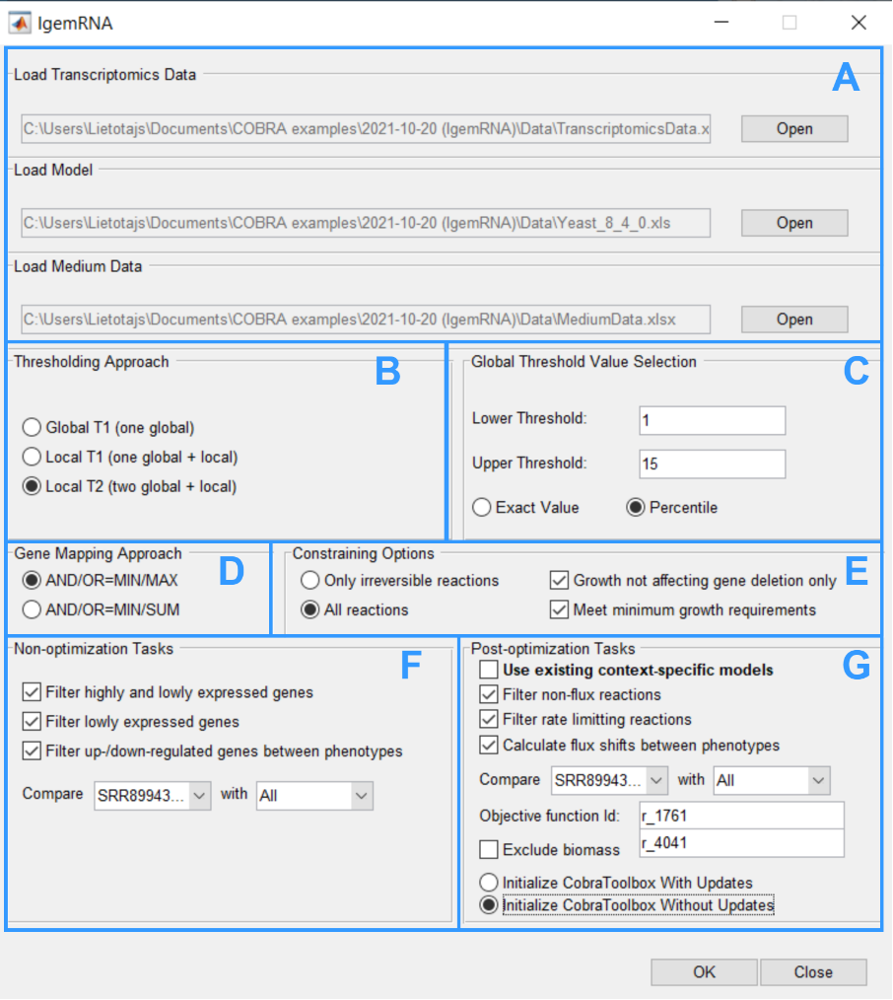 IgemRNA
Load Transcriptomics Data
A
C:\Users\Lietotajs\Documents\COBRA examples\2021-10-20 (IgemRNA)\Data\TranscriptomicsData.x
Open
Load Model
C:\Users\Lietotajs\Documents\COBRA examples\2021-10-20 (IgemRNA)\Data\Yeast_8_4_0.xls
Open
Load Medium Data
C:\Users\Lietotajs\Documents\COBRA examples\2021-10-20 (IgemRNA)\Data\MediumData.xlsx
Open
Thresholding Approach
B
Global T1 (one global)
Local T1 (one global + local)
Local T2 (two global + local)
Global Threshold Value Selection
C
Lower Threshold: 1
Upper Threshold: 15
Exact Value Percentile
Gene Mapping Approach
D
AND/OR=MIN/MAX
AND/OR=MIN/SUM
Constraining Options
E
Only irreversible reactions Growth not affecting gene deletion only
All reactions Meet minimum growth requirements
Non-optimization Tasks
F
Filter highly and lowly expressed genes
Filter lowly expressed genes
Filter up-/down-regulated genes between phenotypes
Compare SRR89943... with All
Post-optimization Tasks
G
Use existing context-specific models
Filter non-flux reactions
Filter rate limitting reactions
Calculate flux shifts between phenotypes
Compare SRR89943... with All
Objective function Id: r_1761
Exclude biomass r_4041
Initialize CobraToolbox With Updates
Initialize CobraToolbox Without Updates
OK Close